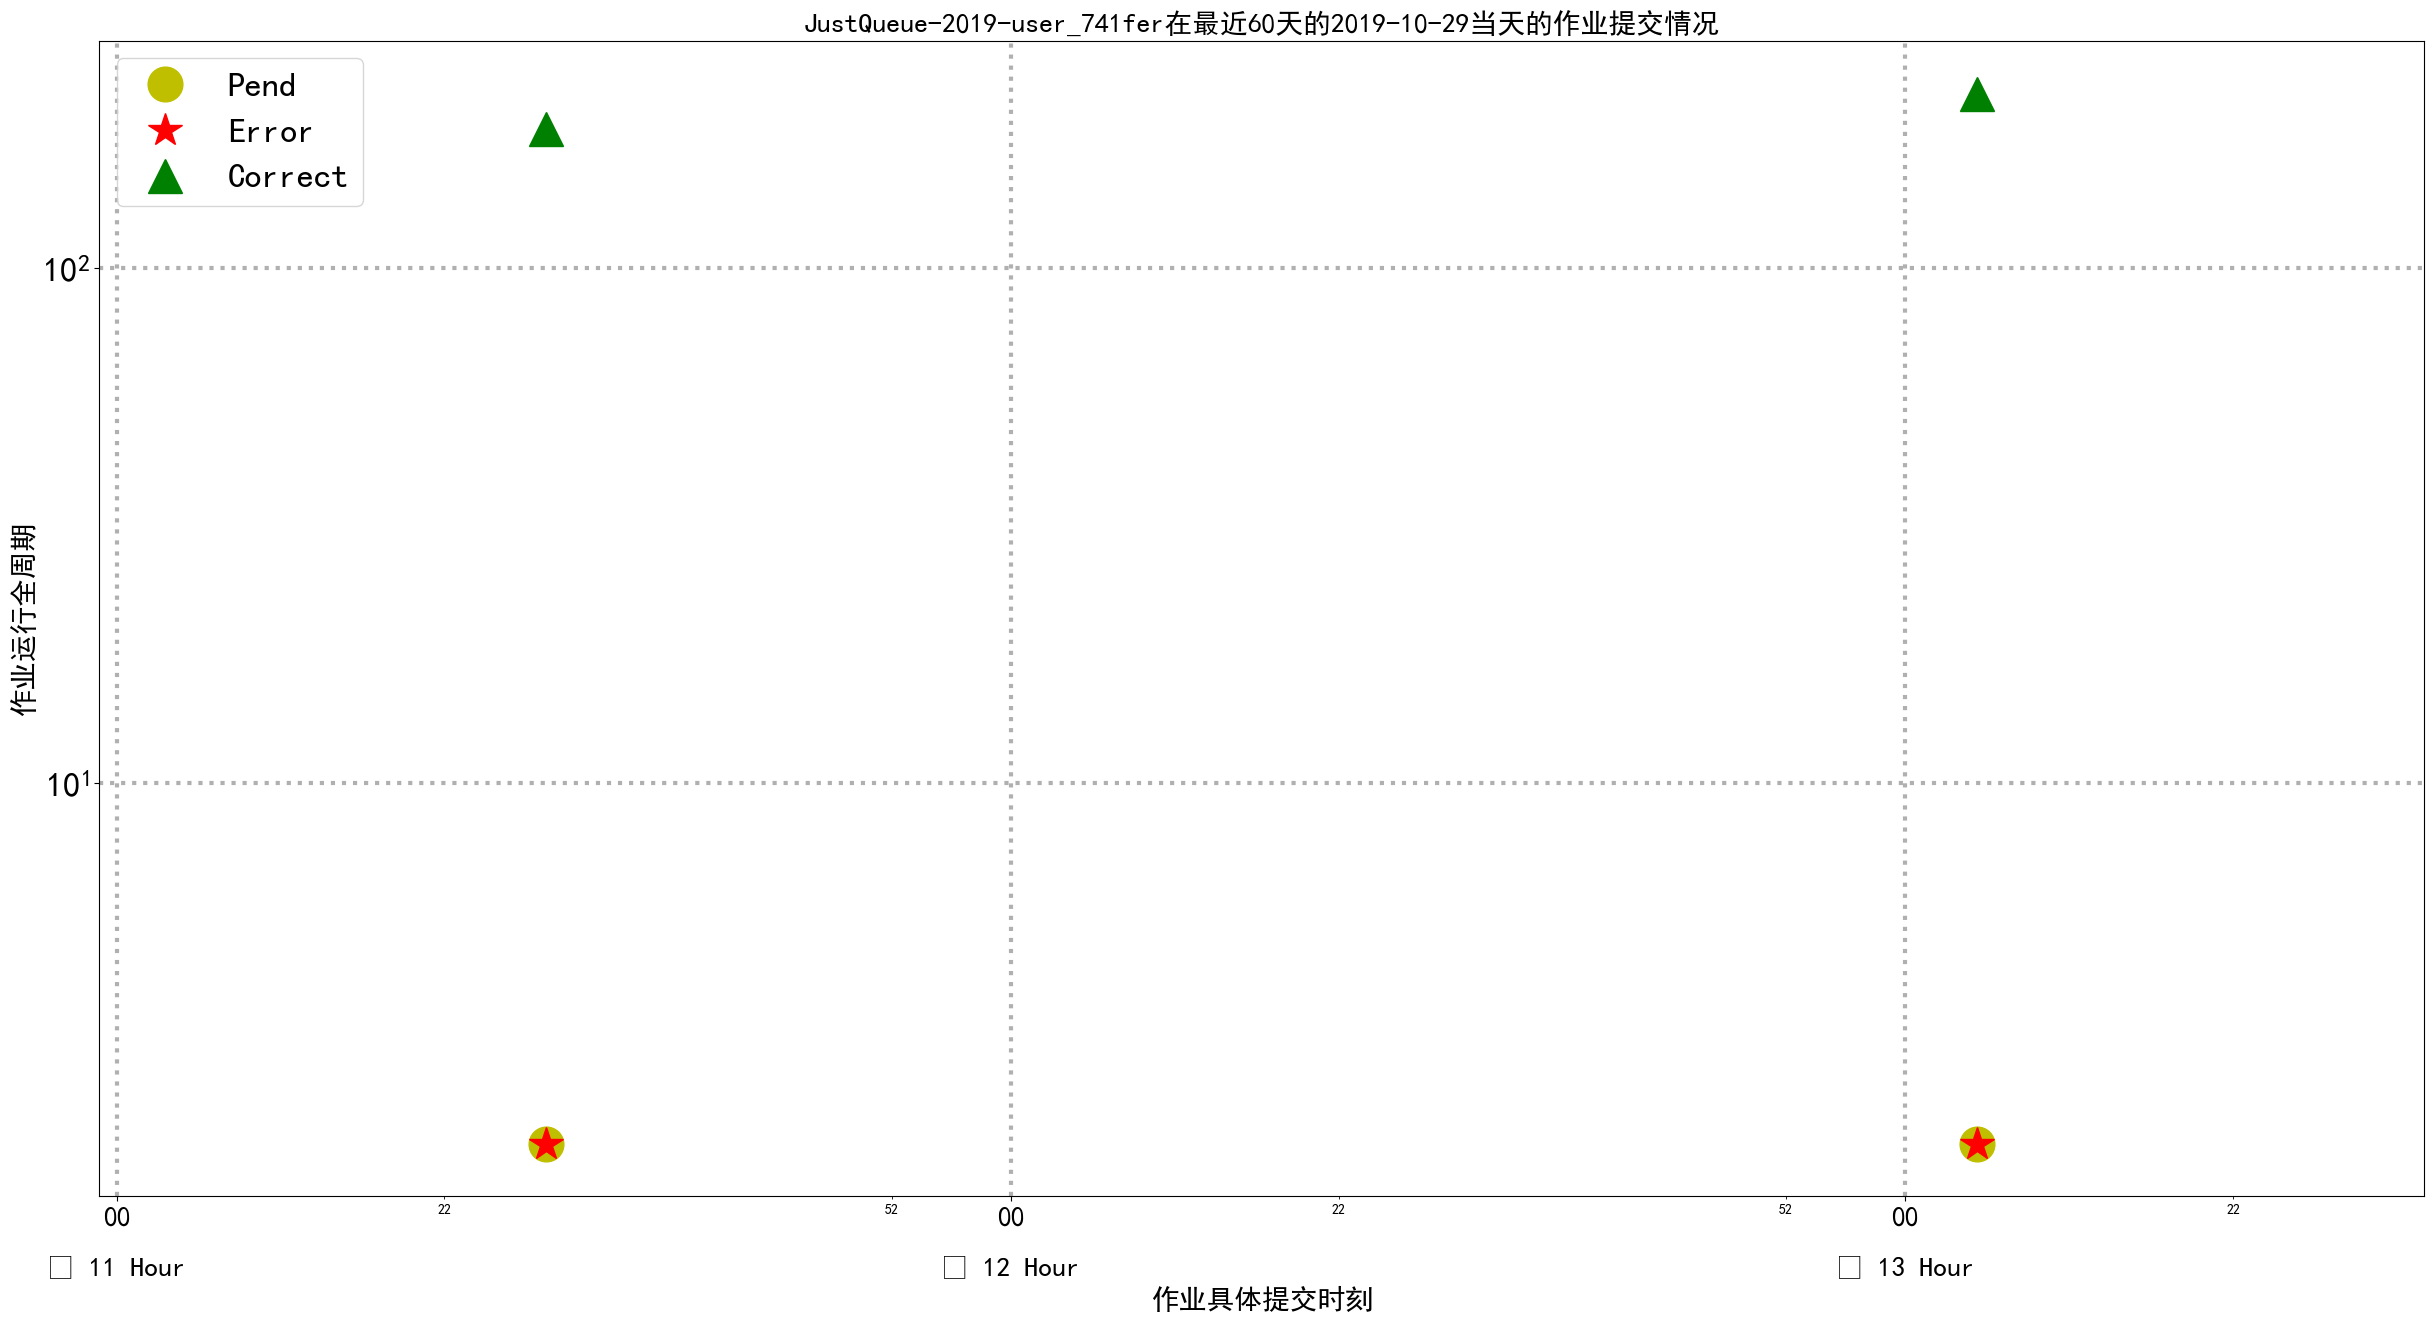 JustQueue-2019-user_741fer在最近60天的2019-10-29当天的作业提交情况
Pend
Error
Correct
10²
10¹
作业运行全周期
00 22 52 00 22 52 00 22
□ 11 Hour □ 12 Hour □ 13 Hour
作业具体提交时刻